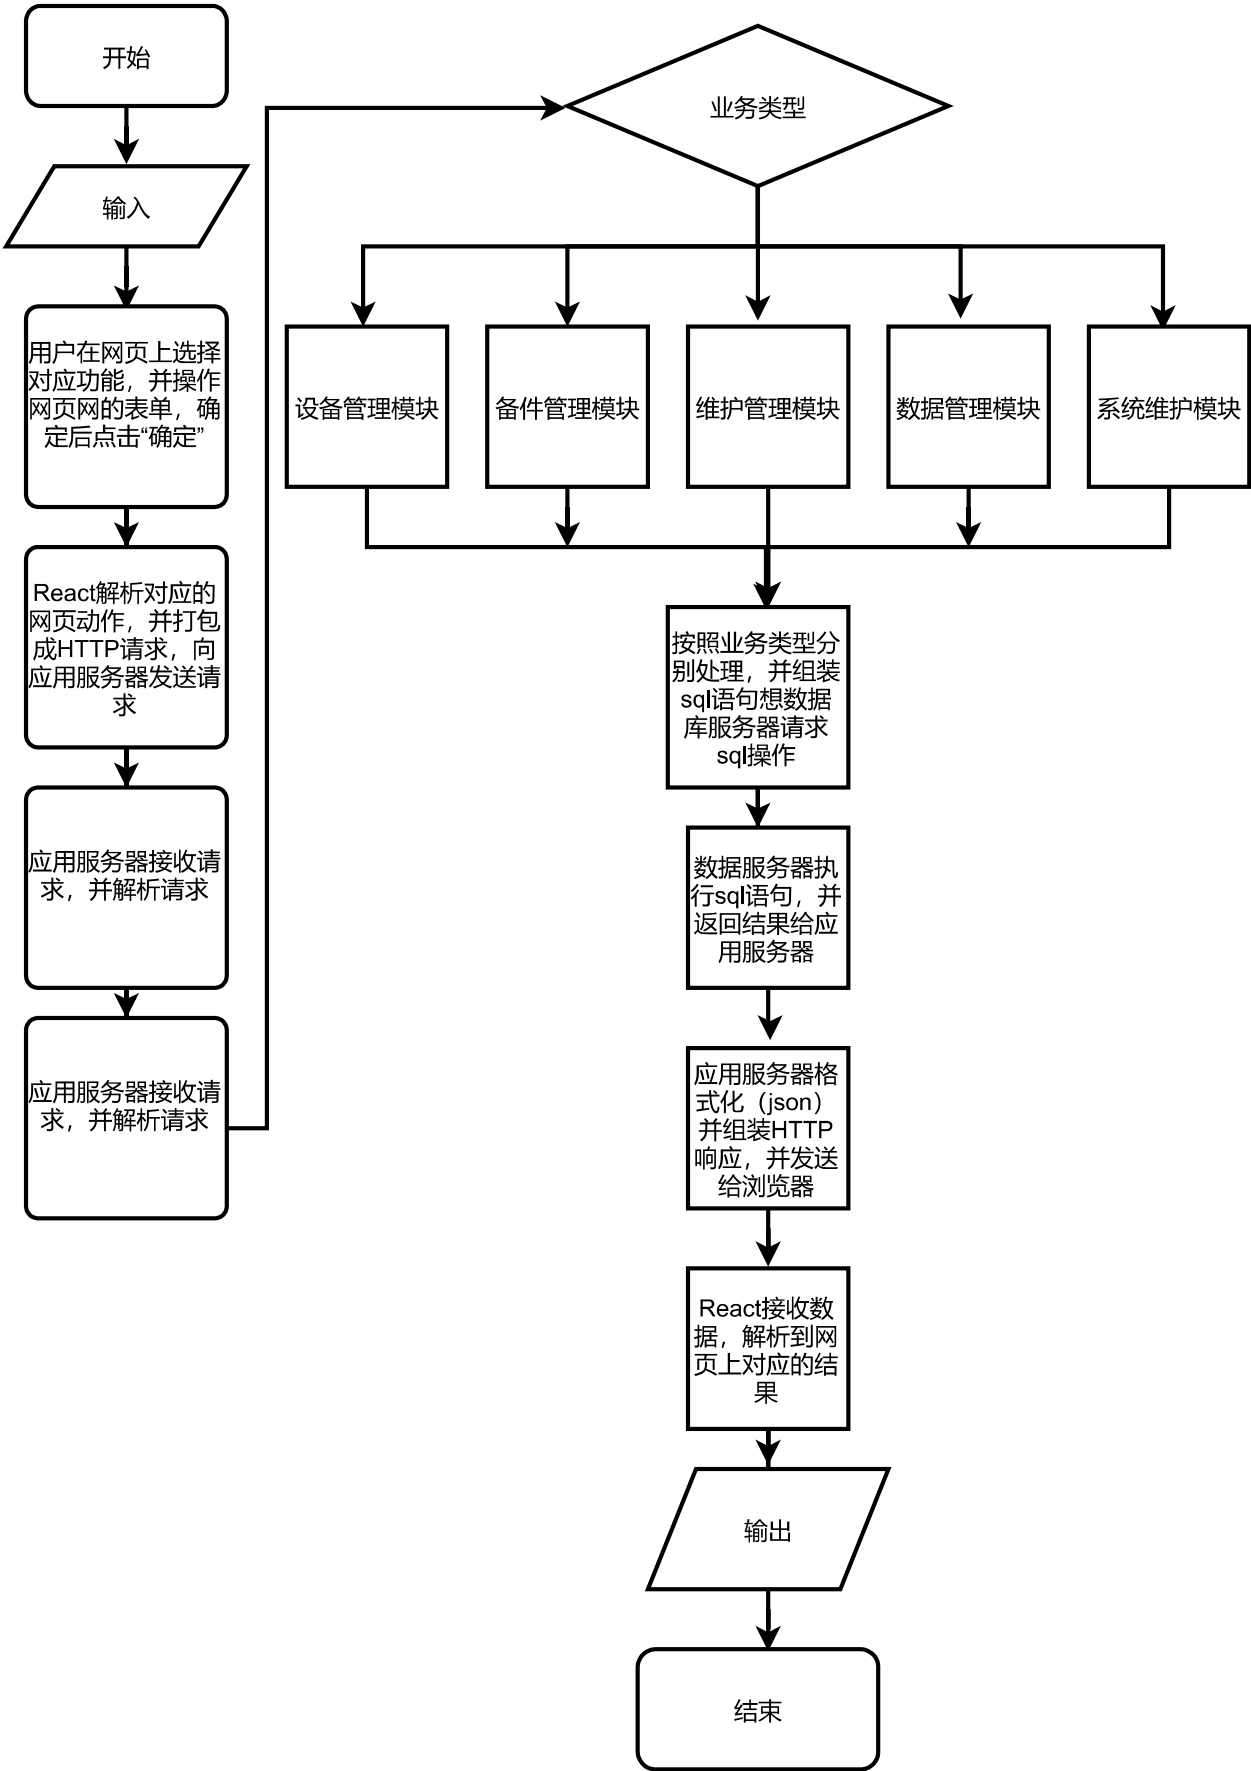 开始
输入
用户在网页上选择
对应功能，并操作
网页网的表单，确
定后点击“确定”
React解析对应的
网页动作，并打包
成HTTP请求，向
应用服务器发送请
求
应用服务器接收请
求，并解析请求
应用服务器接收请
求，并解析请求
业务类型
设备管理模块
备件管理模块
维护管理模块
数据管理模块
系统维护模块
按照业务类型分
别处理，并组装
sql语句想数据
库服务器请求
sql操作
数据服务器执
行sql语句，并
返回结果给应
用服务器
应用服务器格
式化（json）
并组装HTTP
响应，并发送
给浏览器
React接收数
据，解析到网
页上对应的结
果
输出
结束